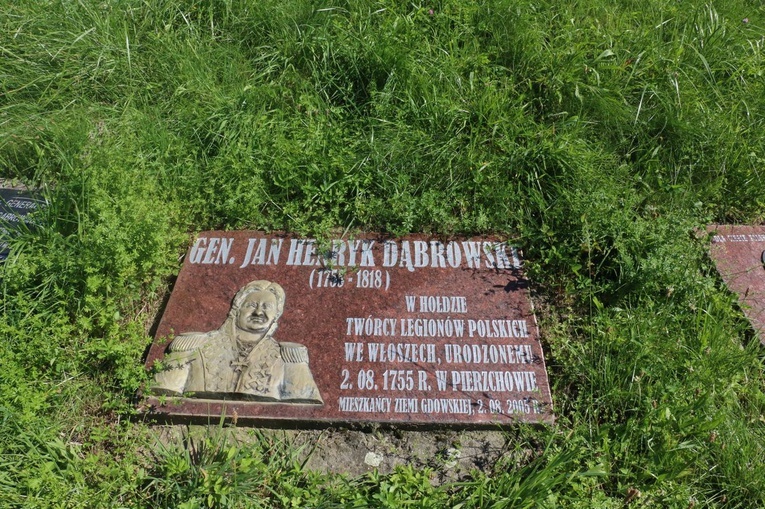 GEN. JAN HENRYK DĄBROWSKI
(1755 - 1818)
W HOŁDZIE
TWÓRCY LEGIONÓW POLSKICH
WE WŁOSZECH, URODZONEMU
2. 08. 1755 R. W PIERZCHOWIE
MIESZKAŃCY ZIEMI GDOWSKIEJ, 2. 08. 2005 R.
GENERAŁ